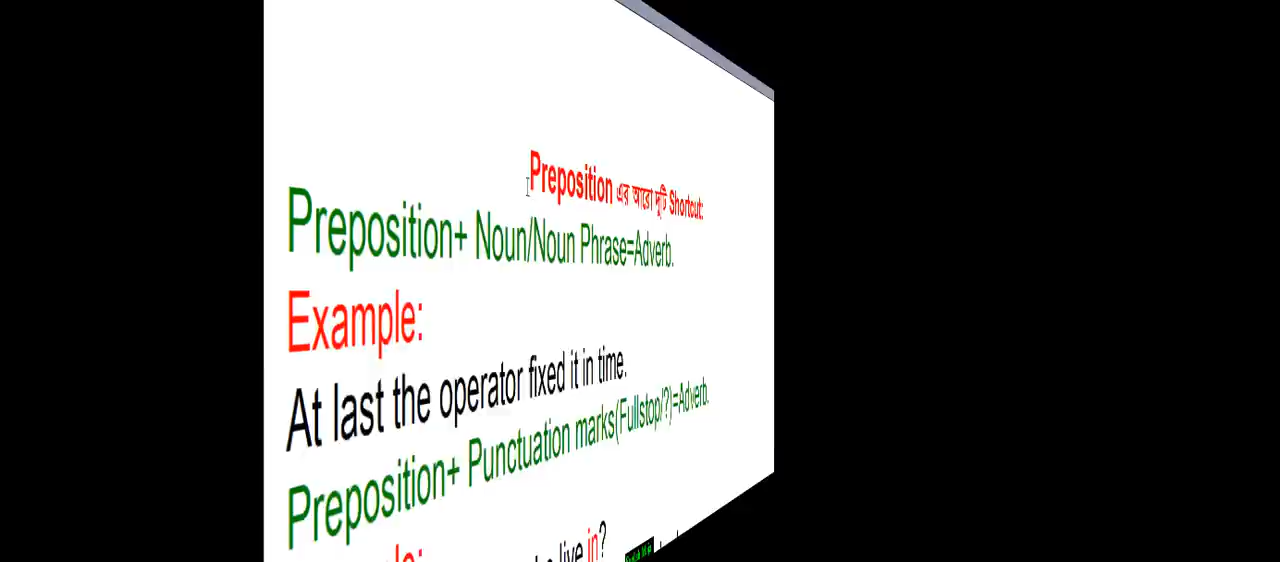 Preposition এর আরো দুটি Shortcut:
Preposition+ Noun/Noun Phrase=Adverb.
Example:
At last the operator fixed it in time.
Preposition+ Punctuation marks(Fullstop/?)=Adverb.
live in?